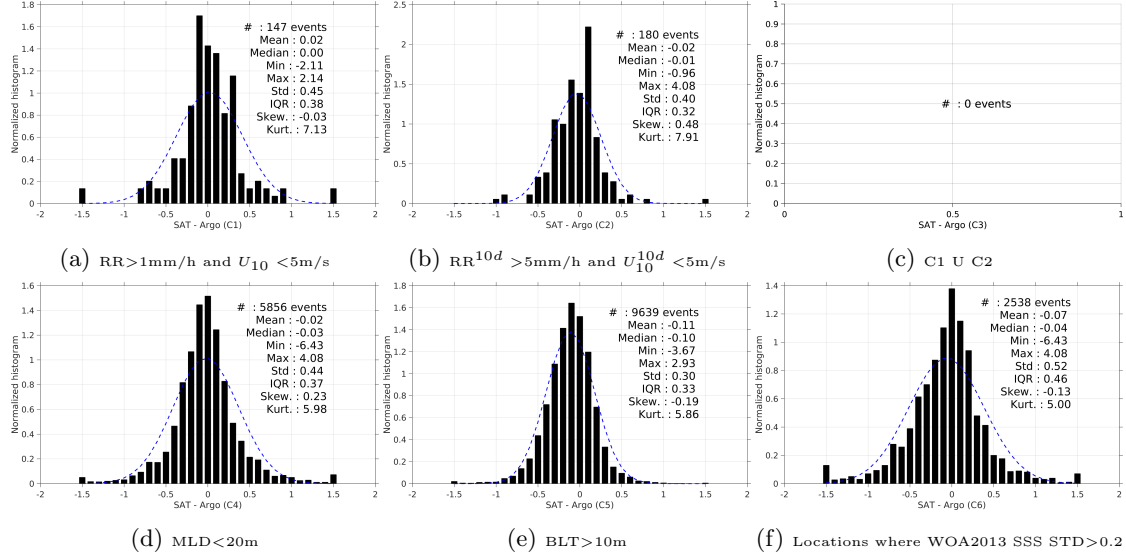 Normalized histogram
1.8
1.6
1.4
1.2
1
0.8
0.6
0.4
0.2
0
-2 -1.5 -1 -0.5 0 0.5 1 1.5 2
SAT - Argo (C1)
# : 147 events
Mean : 0.02
Median : 0.00
Min : -2.11
Max : 2.14
Std : 0.45
IQR : 0.38
Skew. : -0.03
Kurt. : 7.13
(a) RR>1mm/h and U10 <5m/s
Normalized histogram
2.5
2
1.5
1
0.5
0
-2 -1.5 -1 -0.5 0 0.5 1 1.5 2
SAT - Argo (C2)
# : 180 events
Mean : -0.02
Median : -0.01
Min : -0.96
Max : 4.08
Std : 0.40
IQR : 0.32
Skew. : 0.48
Kurt. : 7.91
(b) RR10d >5mm/h and U10 10d <5m/s
Normalized histogram
1
0.9
0.8
0.7
0.6
0.5
0.4
0.3
0.2
0.1
0
0 0.5 1
SAT - Argo (C3)
# : 0 events
(c) C1 U C2
Normalized histogram
1.6
1.4
1.2
1
0.8
0.6
0.4
0.2
0
-2 -1.5 -1 -0.5 0 0.5 1 1.5 2
SAT - Argo (C4)
# : 5856 events
Mean : -0.02
Median : -0.03
Min : -6.43
Max : 4.08
Std : 0.44
IQR : 0.37
Skew. : 0.23
Kurt. : 5.98
(d) MLD<20m
Normalized histogram
1.8
1.6
1.4
1.2
1
0.8
0.6
0.4
0.2
0
-2 -1.5 -1 -0.5 0 0.5 1 1.5 2
SAT - Argo (C5)
# : 9639 events
Mean : -0.11
Median : -0.10
Min : -3.67
Max : 2.93
Std : 0.30
IQR : 0.33
Skew. : -0.19
Kurt. : 5.86
(e) BLT>10m
Normalized histogram
1.4
1.2
1
0.8
0.6
0.4
0.2
0
-2 -1.5 -1 -0.5 0 0.5 1 1.5 2
SAT - Argo (C6)
# : 2538 events
Mean : -0.07
Median : -0.04
Min : -6.43
Max : 4.08
Std : 0.52
IQR : 0.46
Skew. : -0.13
Kurt. : 5.00
(f) Locations where WOA2013 SSS STD>0.2